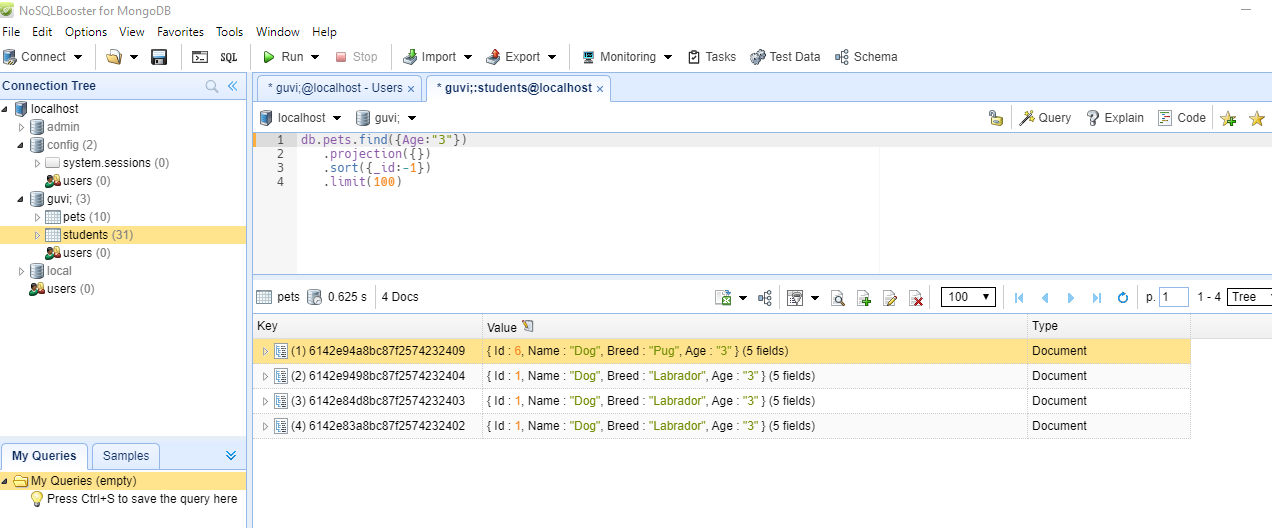 NoSQLBooster for MongoDB
File Edit Options View Favorites Tools Window Help
Connect SQL Run Stop Import Export Monitoring Tasks Test Data Schema
Connection Tree
localhost
admin
config (2)
system.sessions (0)
users (0)
guvi; (3)
pets (10)
students (31)
users (0)
local
users (0)
My Queries Samples
My Queries (empty)
Press Ctrl+S to save the query here
* guvi;@localhost - Users × * guvi;:students@localhost ×
localhost guvi; Query Explain Code
1 db.pets.find({Age:"3"})
2 .projection({})
3 .sort({_id:-1})
4 .limit(100)
pets 0.625 s 4 Docs 100 p. 1 1 - 4 Tree
Key Value Type
(1) 6142e94a8bc87f2574232409 { Id : 6, Name : "Dog", Breed : "Pug", Age : "3" } (5 fields) Document
(2) 6142e9498bc87f2574232404 { Id : 1, Name : "Dog", Breed : "Labrador", Age : "3" } (5 fields) Document
(3) 6142e84d8bc87f2574232403 { Id : 1, Name : "Dog", Breed : "Labrador", Age : "3" } (5 fields) Document
(4) 6142e83a8bc87f2574232402 { Id : 1, Name : "Dog", Breed : "Labrador", Age : "3" } (5 fields) Document